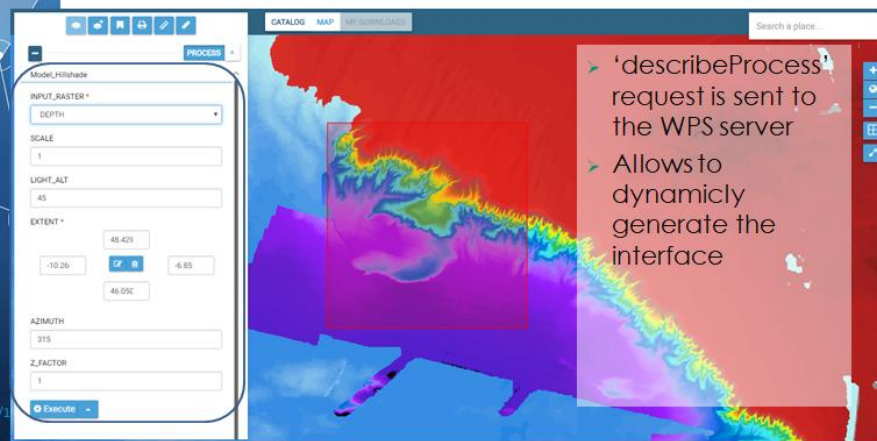 CATALOG MAP MY DOWNLOADS
Search a place...
PROCESS
Model_Hillshade
INPUT_RASTER *
DEPTH
SCALE
1
LIGHT_ALT
45
EXTENT *
48.429
-10.26
-6.85
46.050
AZIMUTH
315
Z_FACTOR
1
Execute
➢ 'describeProcess' request is sent to the WPS server
➢ Allows to dynamicly generate the interface